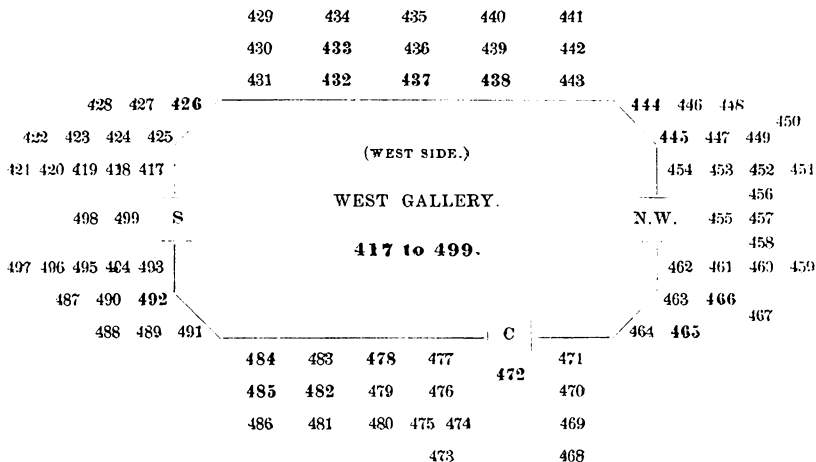 429 434 435 440 441
430 433 436 439 442
431 432 437 438 443
428 427 426 444 446 448
450
422 423 424 425 445 447 449
(WEST SIDE.)
421 420 419 418 417 454 453 452 451
456
WEST GALLERY.
498 499 S N.W. 455 457
458
417 to 499.
497 496 495 494 493 462 461 460 459
487 490 492 463 466
467
488 489 491 C 464 465
484 483 478 477 471
472
485 482 479 476 470
486 481 480 475 474 469
473 468